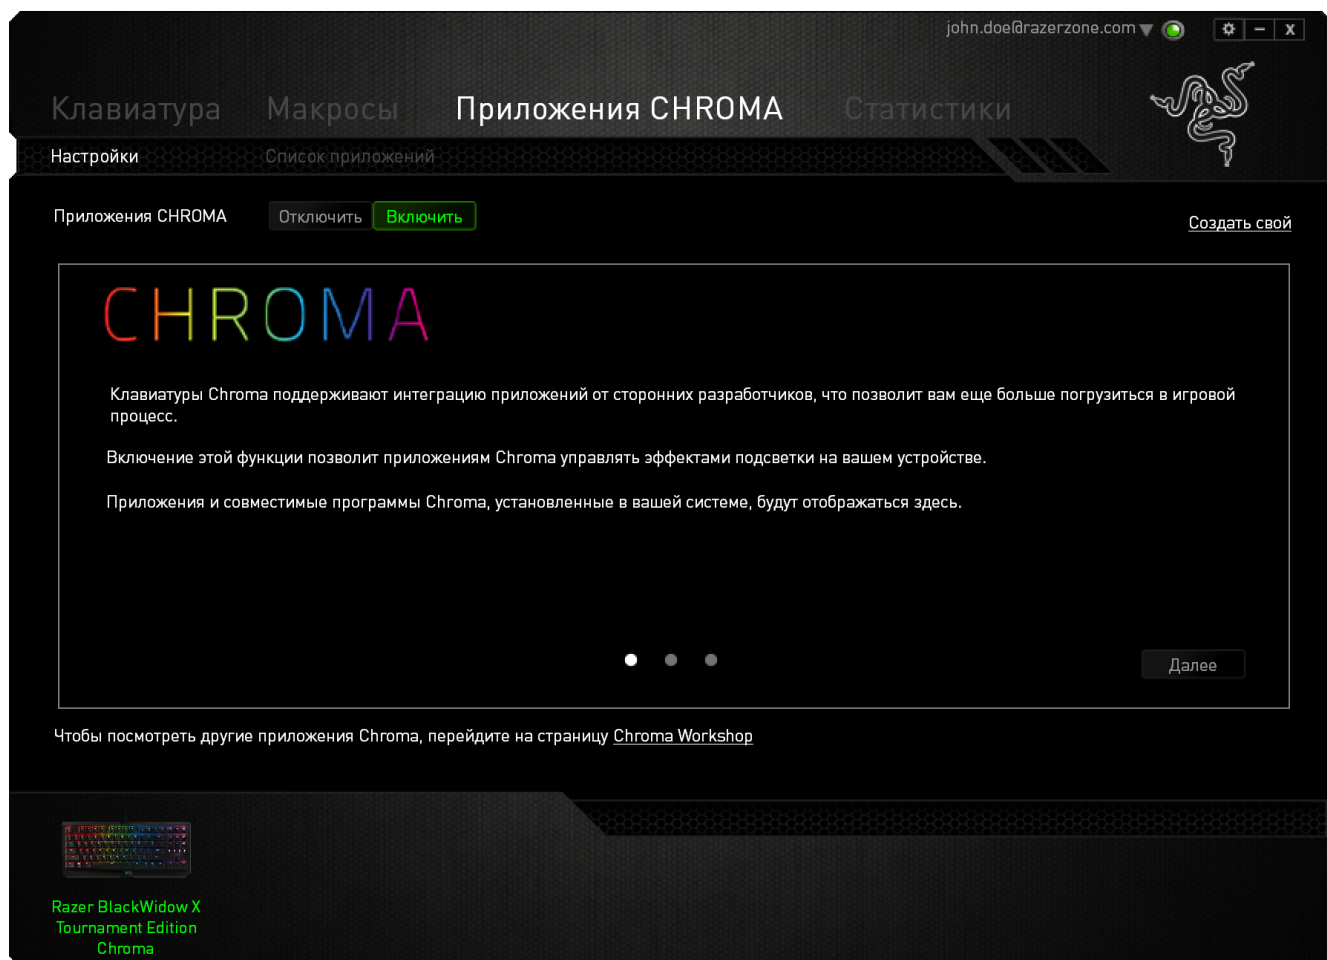 john.doe@razerzone.com
Клавиатура Макросы Приложения CHROMA Статистики
Настройки Список приложений
Приложения CHROMA Отключить Включить
Создать свой
CHROMA
Клавиатуры Chroma поддерживают интеграцию приложений от сторонних разработчиков, что позволит вам еще больше погрузиться в игровой
процесс.
Включение этой функции позволит приложениям Chroma управлять эффектами подсветки на вашем устройстве.
Приложения и совместимые программы Chroma, установленные в вашей системе, будут отображаться здесь.
Далее
Чтобы посмотреть другие приложения Chroma, перейдите на страницу Chroma Workshop
Razer BlackWidow X
Tournament Edition
Chroma